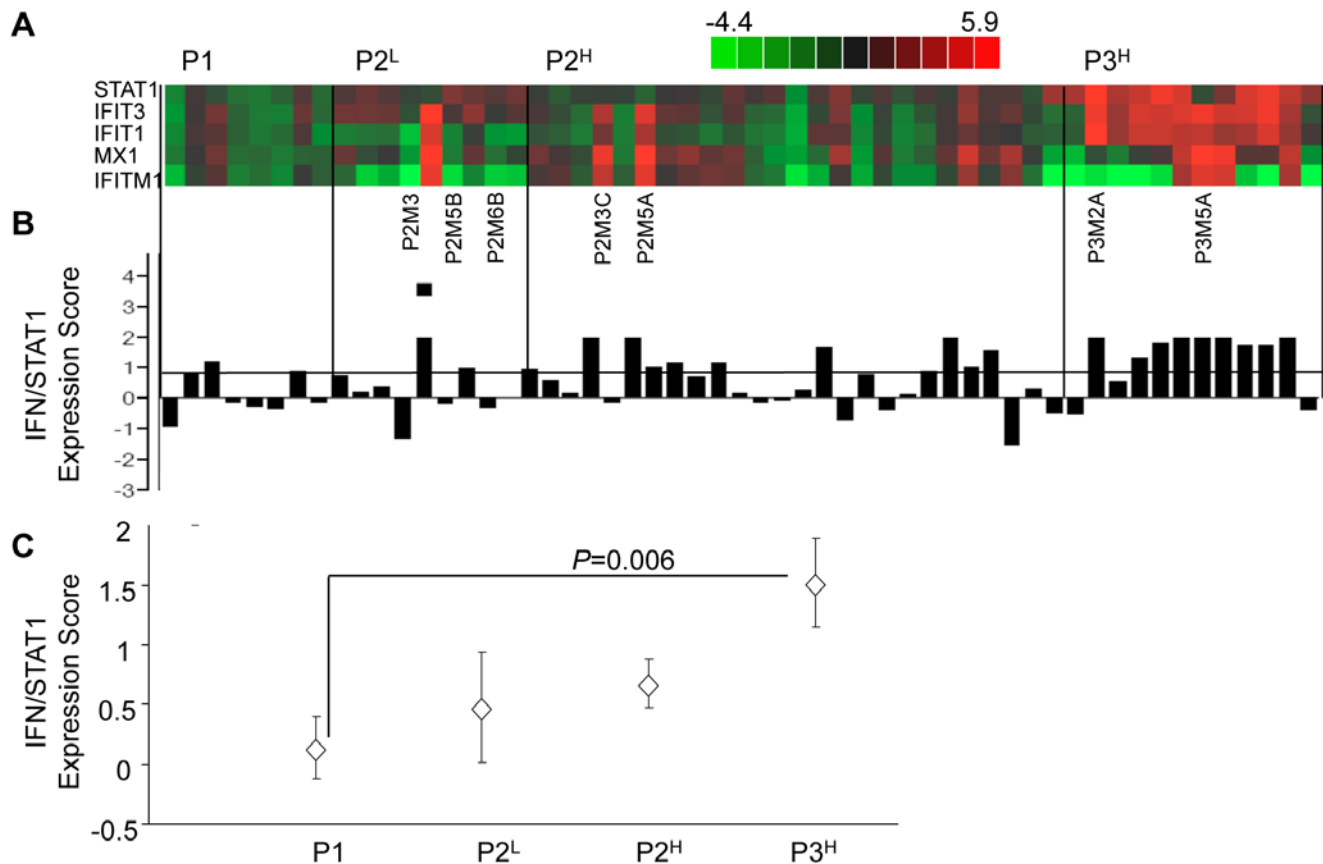 A
-4.4 5.9
P1 P2L P2H P3H
STAT1
IFIT3
IFIT1
MX1
IFITM1
P2M3
P2M5B
P2M6B
P2M3C
P2M5A
P3M2A
P3M5A
B
IFN/STAT1
Expression Score
4
3
2
1
0
-1
-2
-3
C
IFN/STAT1
Expression Score
2
1.5
1
0.5
0
-0.5
P=0.006
P1 P2L P2H P3H